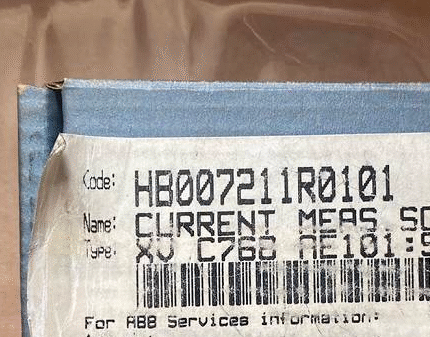 Code: HB007211R0101
Name: CURRENT MEAS.SC
Type: XV C768 AE101:S
For ABB Services information: